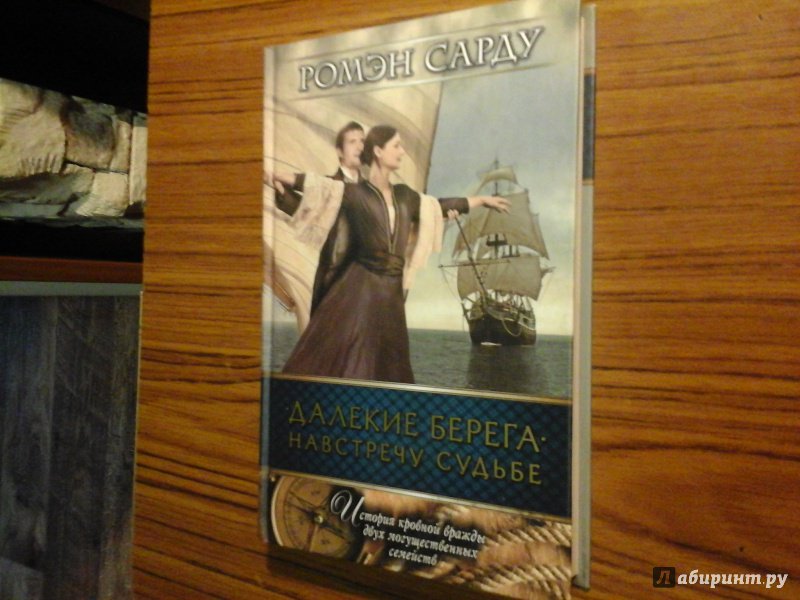 РОМЭН САРДУ
ДАЛЕКИЕ БЕРЕГА·
НАВСТРЕЧУ СУДЬБЕ
История кровной вражды
двух могущественных
семейств
Лабиринт.ру